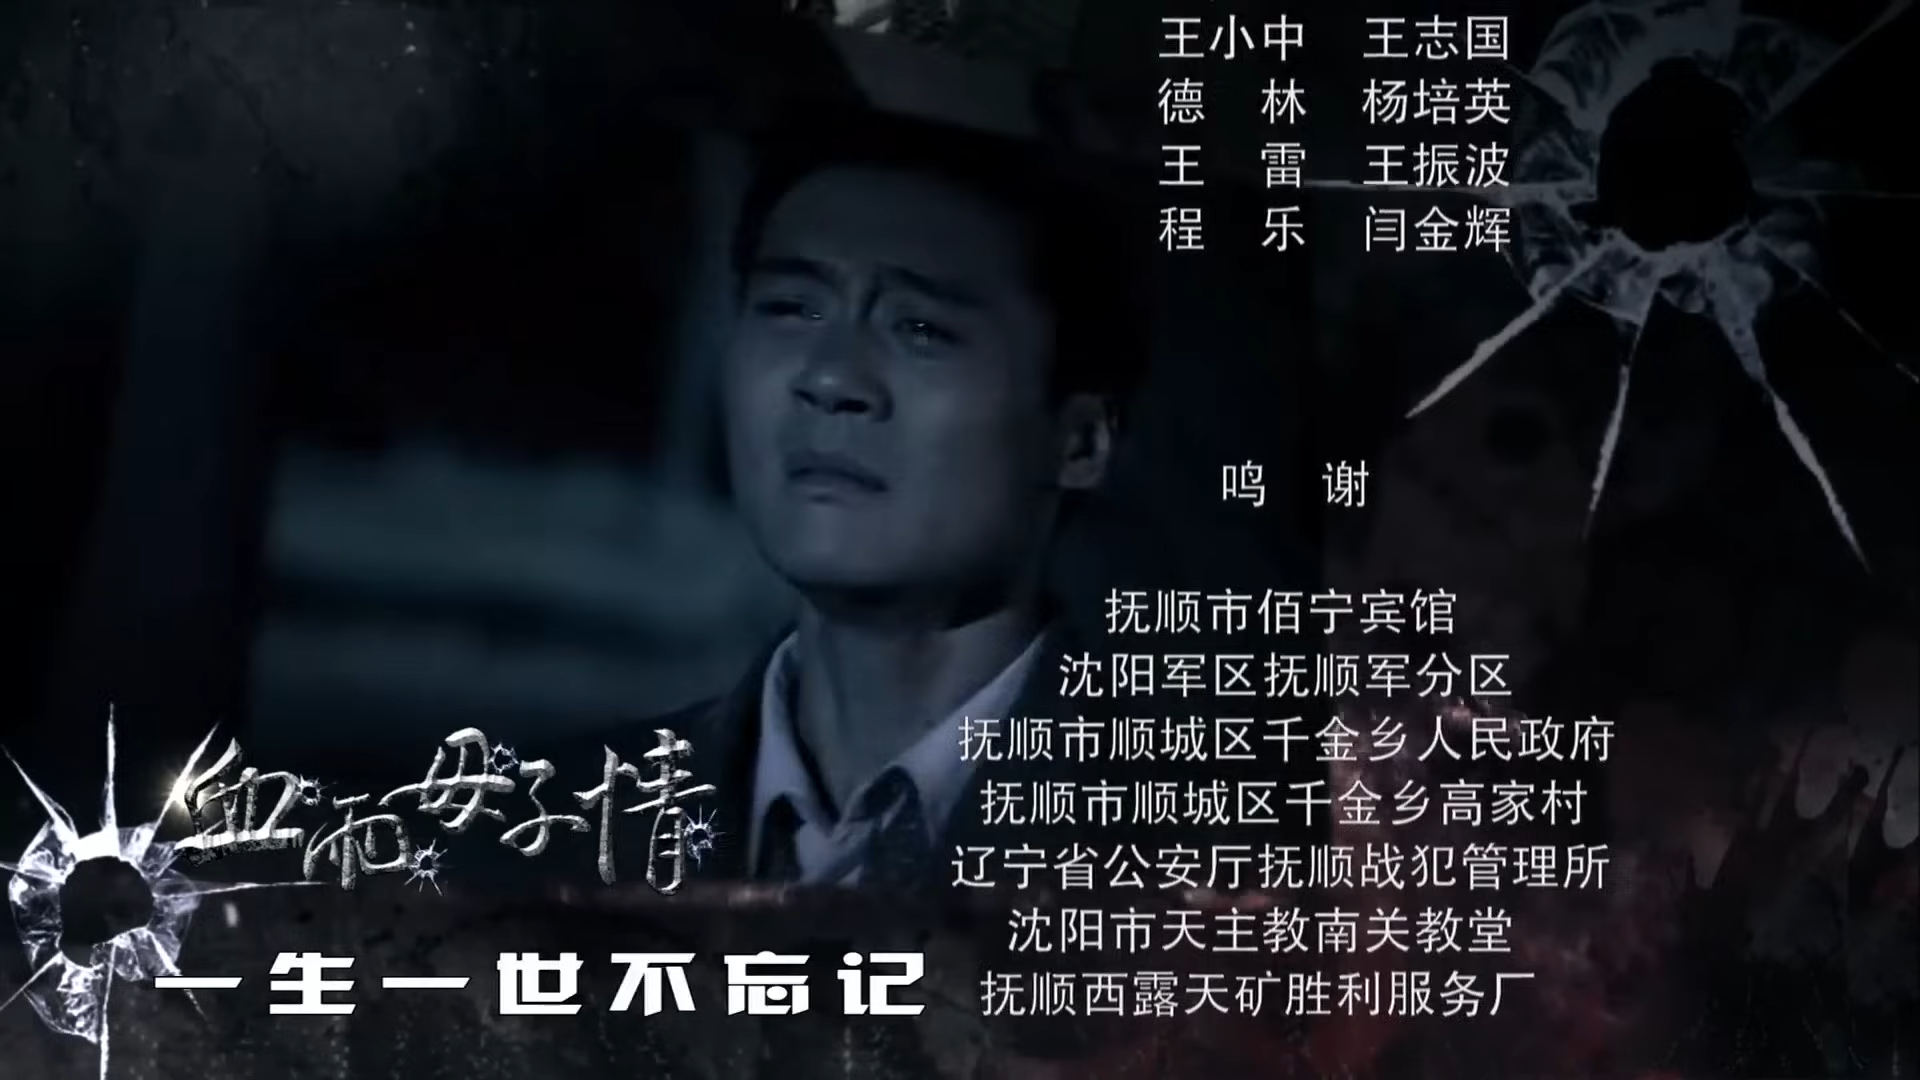 王小中 王志国
德 林 杨培英
王 雷 王振波
程 乐 闫金辉
鸣 谢
抚顺市佰宁宾馆
沈阳军区抚顺军分区
抚顺市顺城区千金乡人民政府
抚顺市顺城区千金乡高家村
辽宁省公安厅抚顺战犯管理所
沈阳市天主教南关教堂
抚顺西露天矿胜利服务厂
血雨母子情
一生一世不忘记